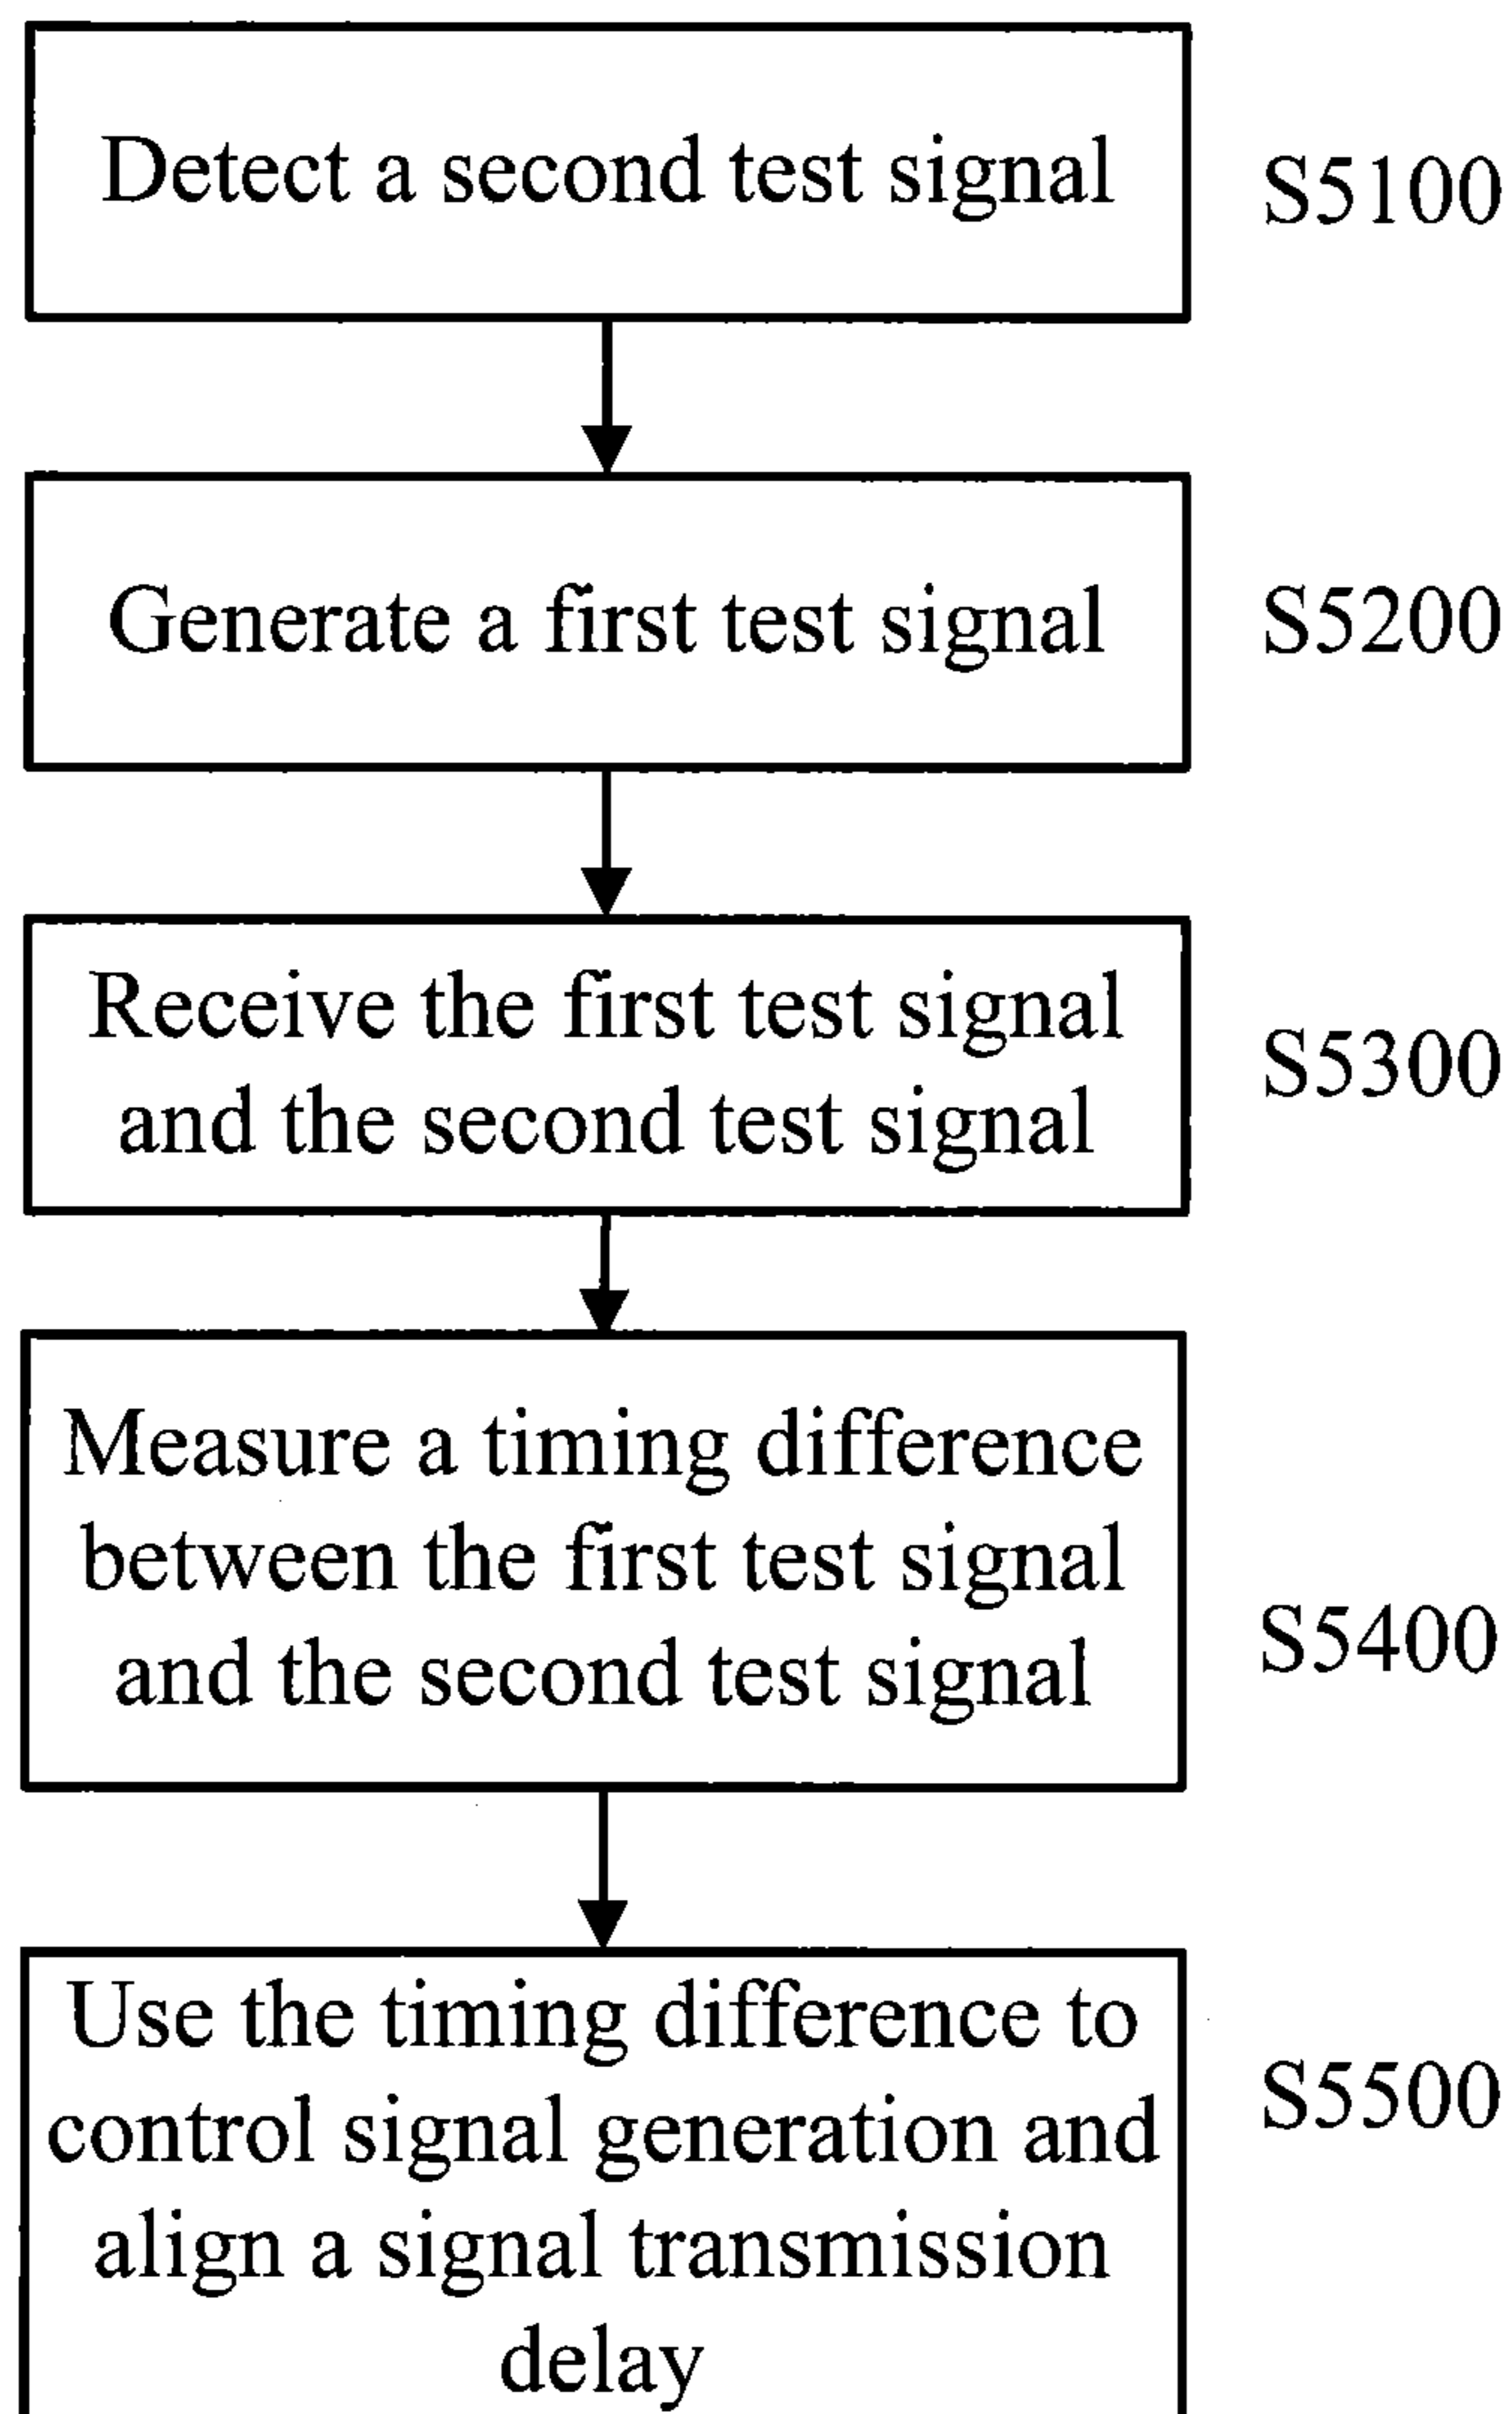 Detect a second test signal
S5100
Generate a first test signal
S5200
Receive the first test signal
and the second test signal
S5300
Measure a timing difference
between the first test signal
and the second test signal
S5400
Use the timing difference to
control signal generation and
align a signal transmission
delay
S5500